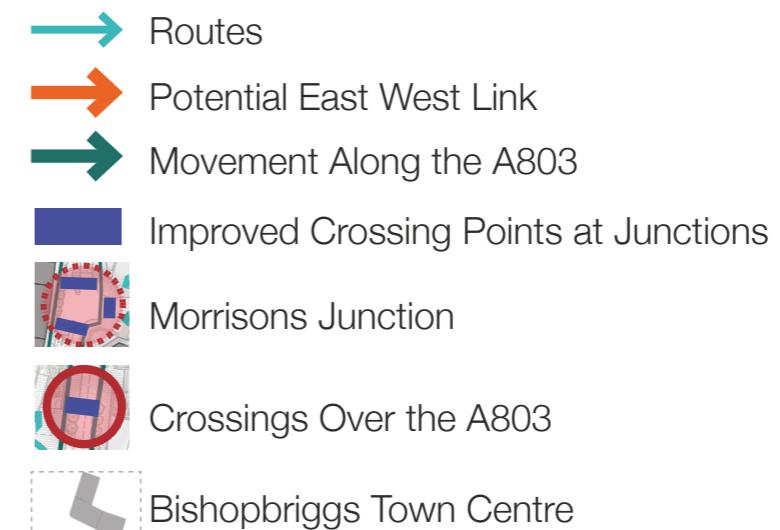 Routes
Potential East West Link
Movement Along the A803
Improved Crossing Points at Junctions
Morrisons Junction
Crossings Over the A803
Bishopbriggs Town Centre